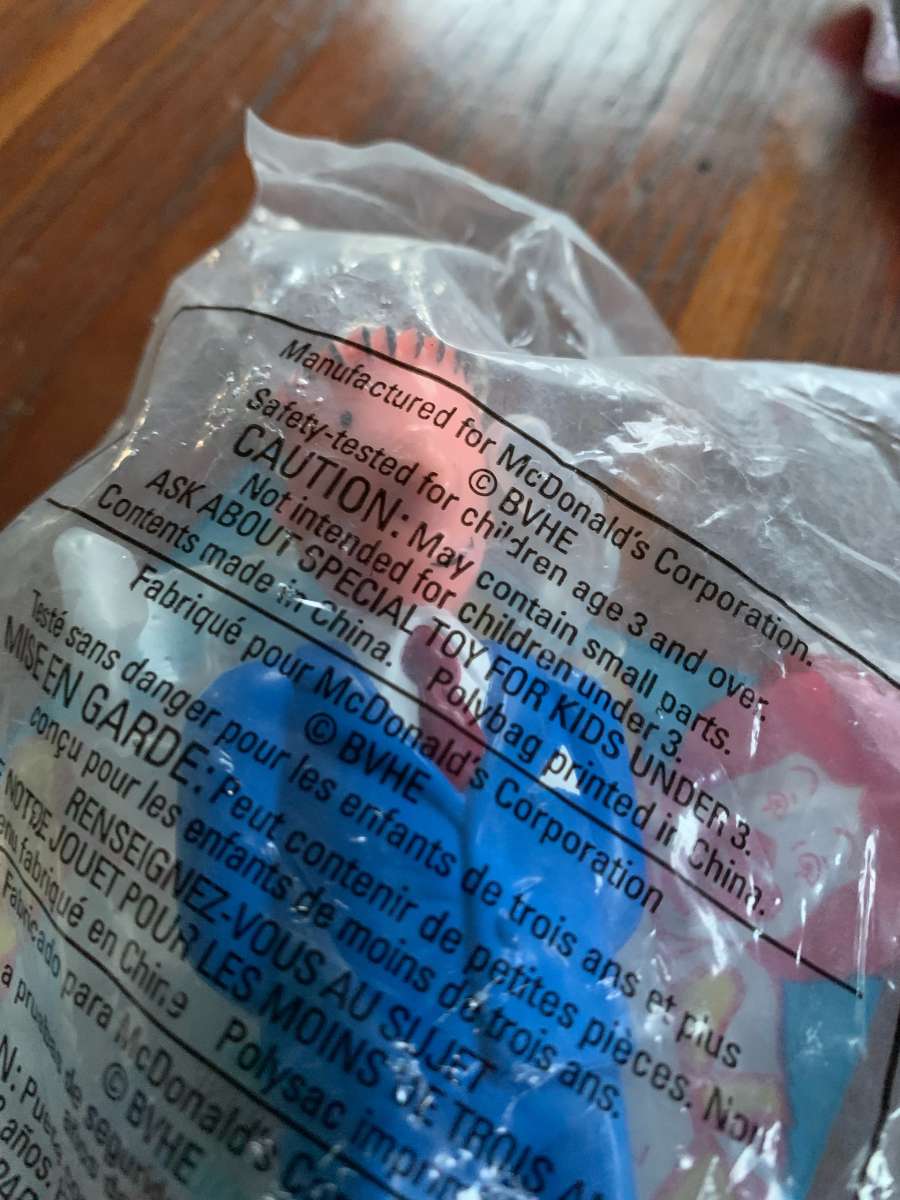 Manufactured for McDonald's Corporation.
© BVHE
Safety-tested for children age 3 and over.
CAUTION: May contain small parts.
Not intended for children under 3.
ASK ABOUT SPECIAL TOY FOR KIDS UNDER 3.
Contents made in China. Polybag printed in China.
Fabriqué pour McDonald's Corporation
© BVHE
Testé sans danger pour les enfants de trois ans et plus
MISE EN GARDE: Peut contenir de petites pièces. Non
conçu pour les enfants de moins de trois ans.
RENSEIGNEZ-VOUS AU SUJET
NOTRE JOUET POUR LES MOINS DE TROIS
fabriqué en Chine Polysac
Fabricado para McDonald's
© BVHE
a
años.